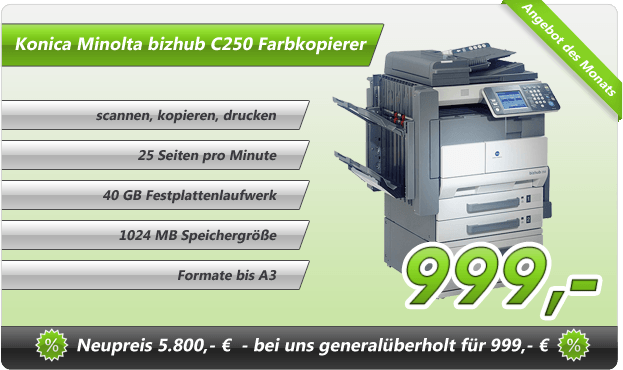 Konica Minolta bizhub C250 Farbkopierer
Angebot des Monats
scannen, kopieren, drucken
25 Seiten pro Minute
40 GB Festplattenlaufwerk
1024 MB Speichergröße
Formate bis A3
999,-
% Neupreis 5.800,- € - bei uns generalüberholt für 999,- € %